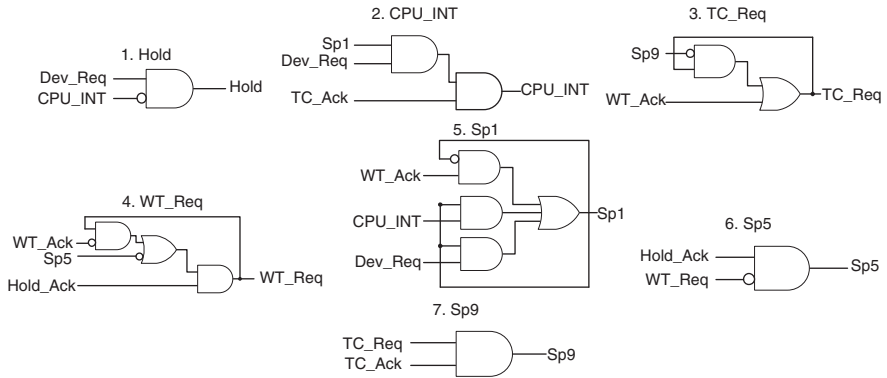 1. Hold
Dev_Req
CPU_INT
Hold
2. CPU_INT
Sp1
Dev_Req
TC_Ack
CPU_INT
3. TC_Req
Sp9
WT_Ack
TC_Req
4. WT_Req
WT_Ack
Sp5
Hold_Ack
WT_Req
5. Sp1
WT_Ack
CPU_INT
Dev_Req
Sp1
6. Sp5
Hold_Ack
WT_Req
Sp5
7. Sp9
TC_Req
TC_Ack
Sp9